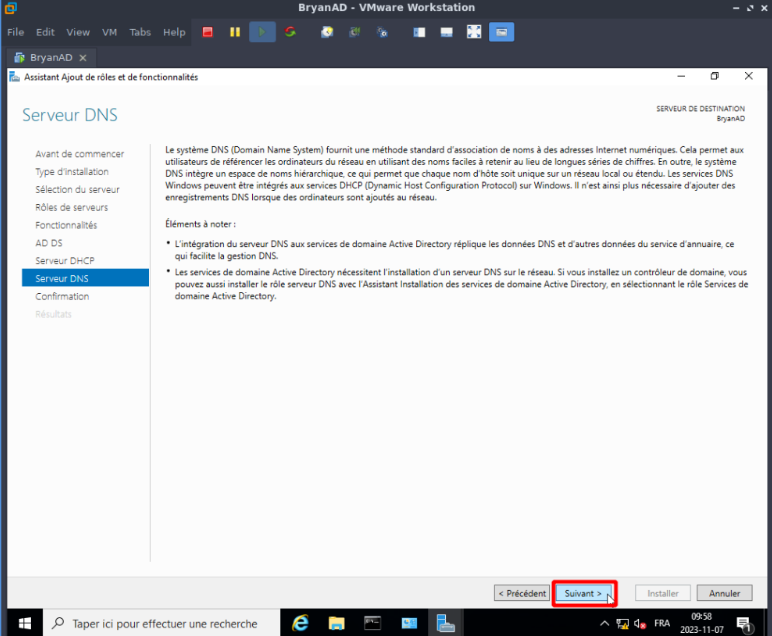 BryanAD - VMware Workstation
File Edit View VM Tabs Help
BryanAD
Assistant Ajout de rôles et de fonctionnalités
Serveur DNS
SERVEUR DE DESTINATION
BryanAD
Avant de commencer
Type d'installation
Sélection du serveur
Rôles de serveurs
Fonctionnalités
AD DS
Serveur DHCP
Serveur DNS
Confirmation
Résultats
Le système DNS (Domain Name System) fournit une méthode standard d'association de noms à des adresses Internet numériques. Cela permet aux
utilisateurs de référencer les ordinateurs du réseau en utilisant des noms faciles à retenir au lieu de longues séries de chiffres. En outre, le système
DNS intègre un espace de noms hiérarchique, ce qui permet que chaque nom d'hôte soit unique sur un réseau local ou étendu. Les services DNS
Windows peuvent être intégrés aux services DHCP (Dynamic Host Configuration Protocol) sur Windows. Il n'est ainsi plus nécessaire d'ajouter des
enregistrements DNS lorsque des ordinateurs sont ajoutés au réseau.
Éléments à noter :
• L'intégration du serveur DNS aux services de domaine Active Directory réplique les données DNS et d'autres données du service d'annuaire, ce
qui facilite la gestion DNS.
• Les services de domaine Active Directory nécessitent l'installation d'un serveur DNS sur le réseau. Si vous installez un contrôleur de domaine, vous
pouvez aussi installer le rôle serveur DNS avec l'Assistant Installation des services de domaine Active Directory, en sélectionnant le rôle Services de
domaine Active Directory.
< Précédent Suivant > Installer Annuler
Taper ici pour effectuer une recherche
FRA
09:58
2023-11-07
1